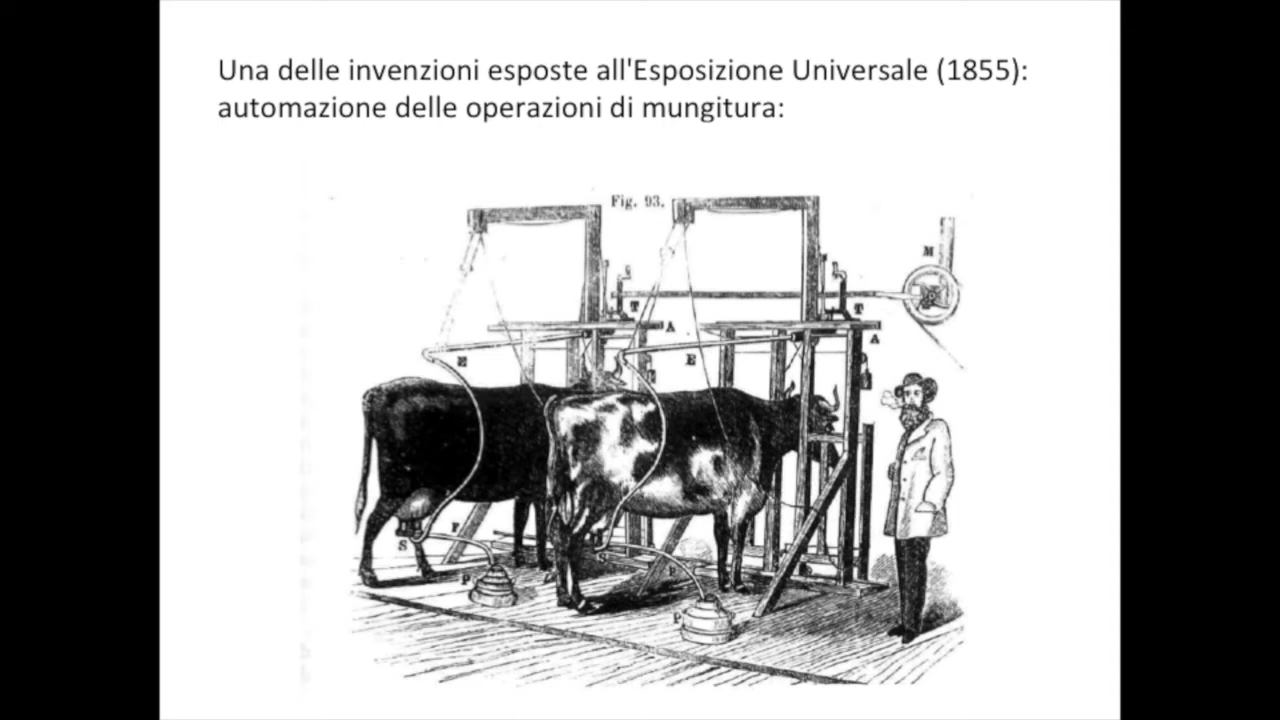 Una delle invenzioni esposte all'Esposizione Universale (1855):
automazione delle operazioni di mungitura:
Fig. 93.
M
T
A
T
A
E
E
S
F
S
P
P
P